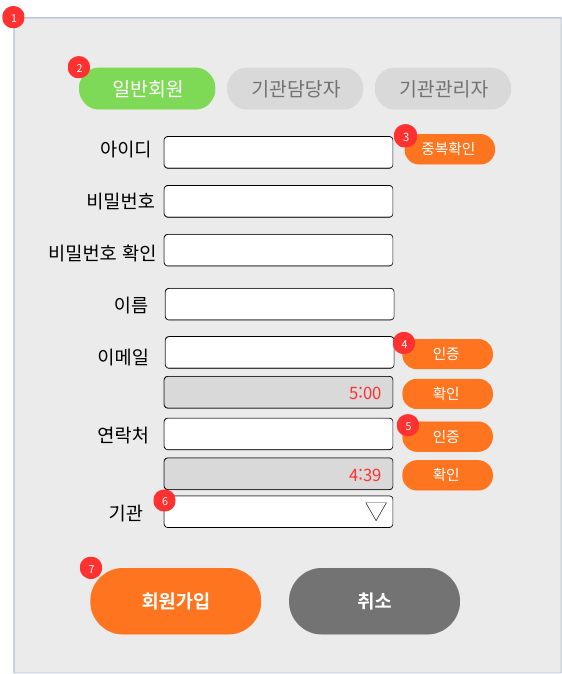 1
2
일반회원 기관담당자 기관관리자
3
아이디 중복확인
비밀번호
비밀번호 확인
이름
4
이메일 인증
5:00 확인
5
연락처 인증
4:39 확인
6
기관
7
회원가입 취소